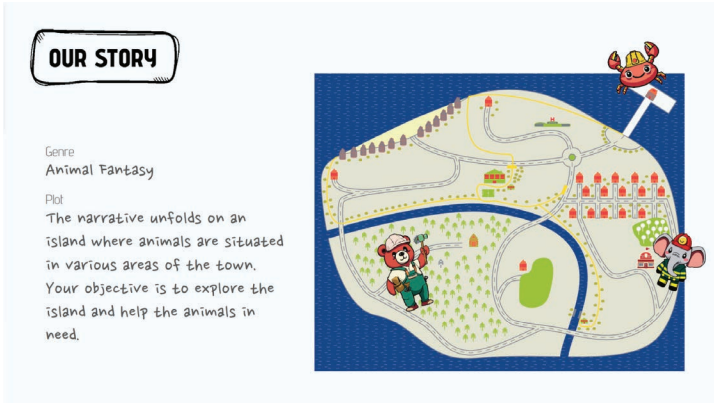 OUR STORY
Genre
Animal Fantasy
Plot
The narrative unfolds on an
island where animals are situated
in various areas of the town.
Your objective is to explore the
island and help the animals in
need.